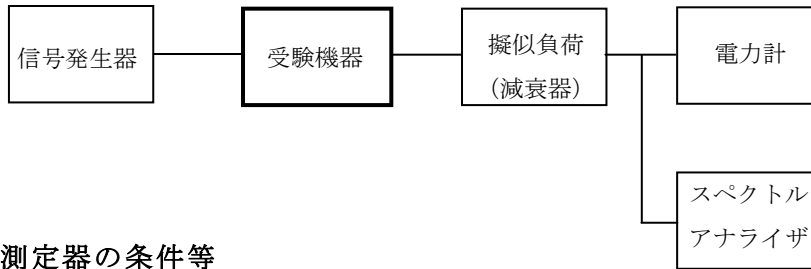 信号発生器
受験機器
擬似負荷
（減衰器）
電力計
スペクトル
アナライザ
測定器の条件等